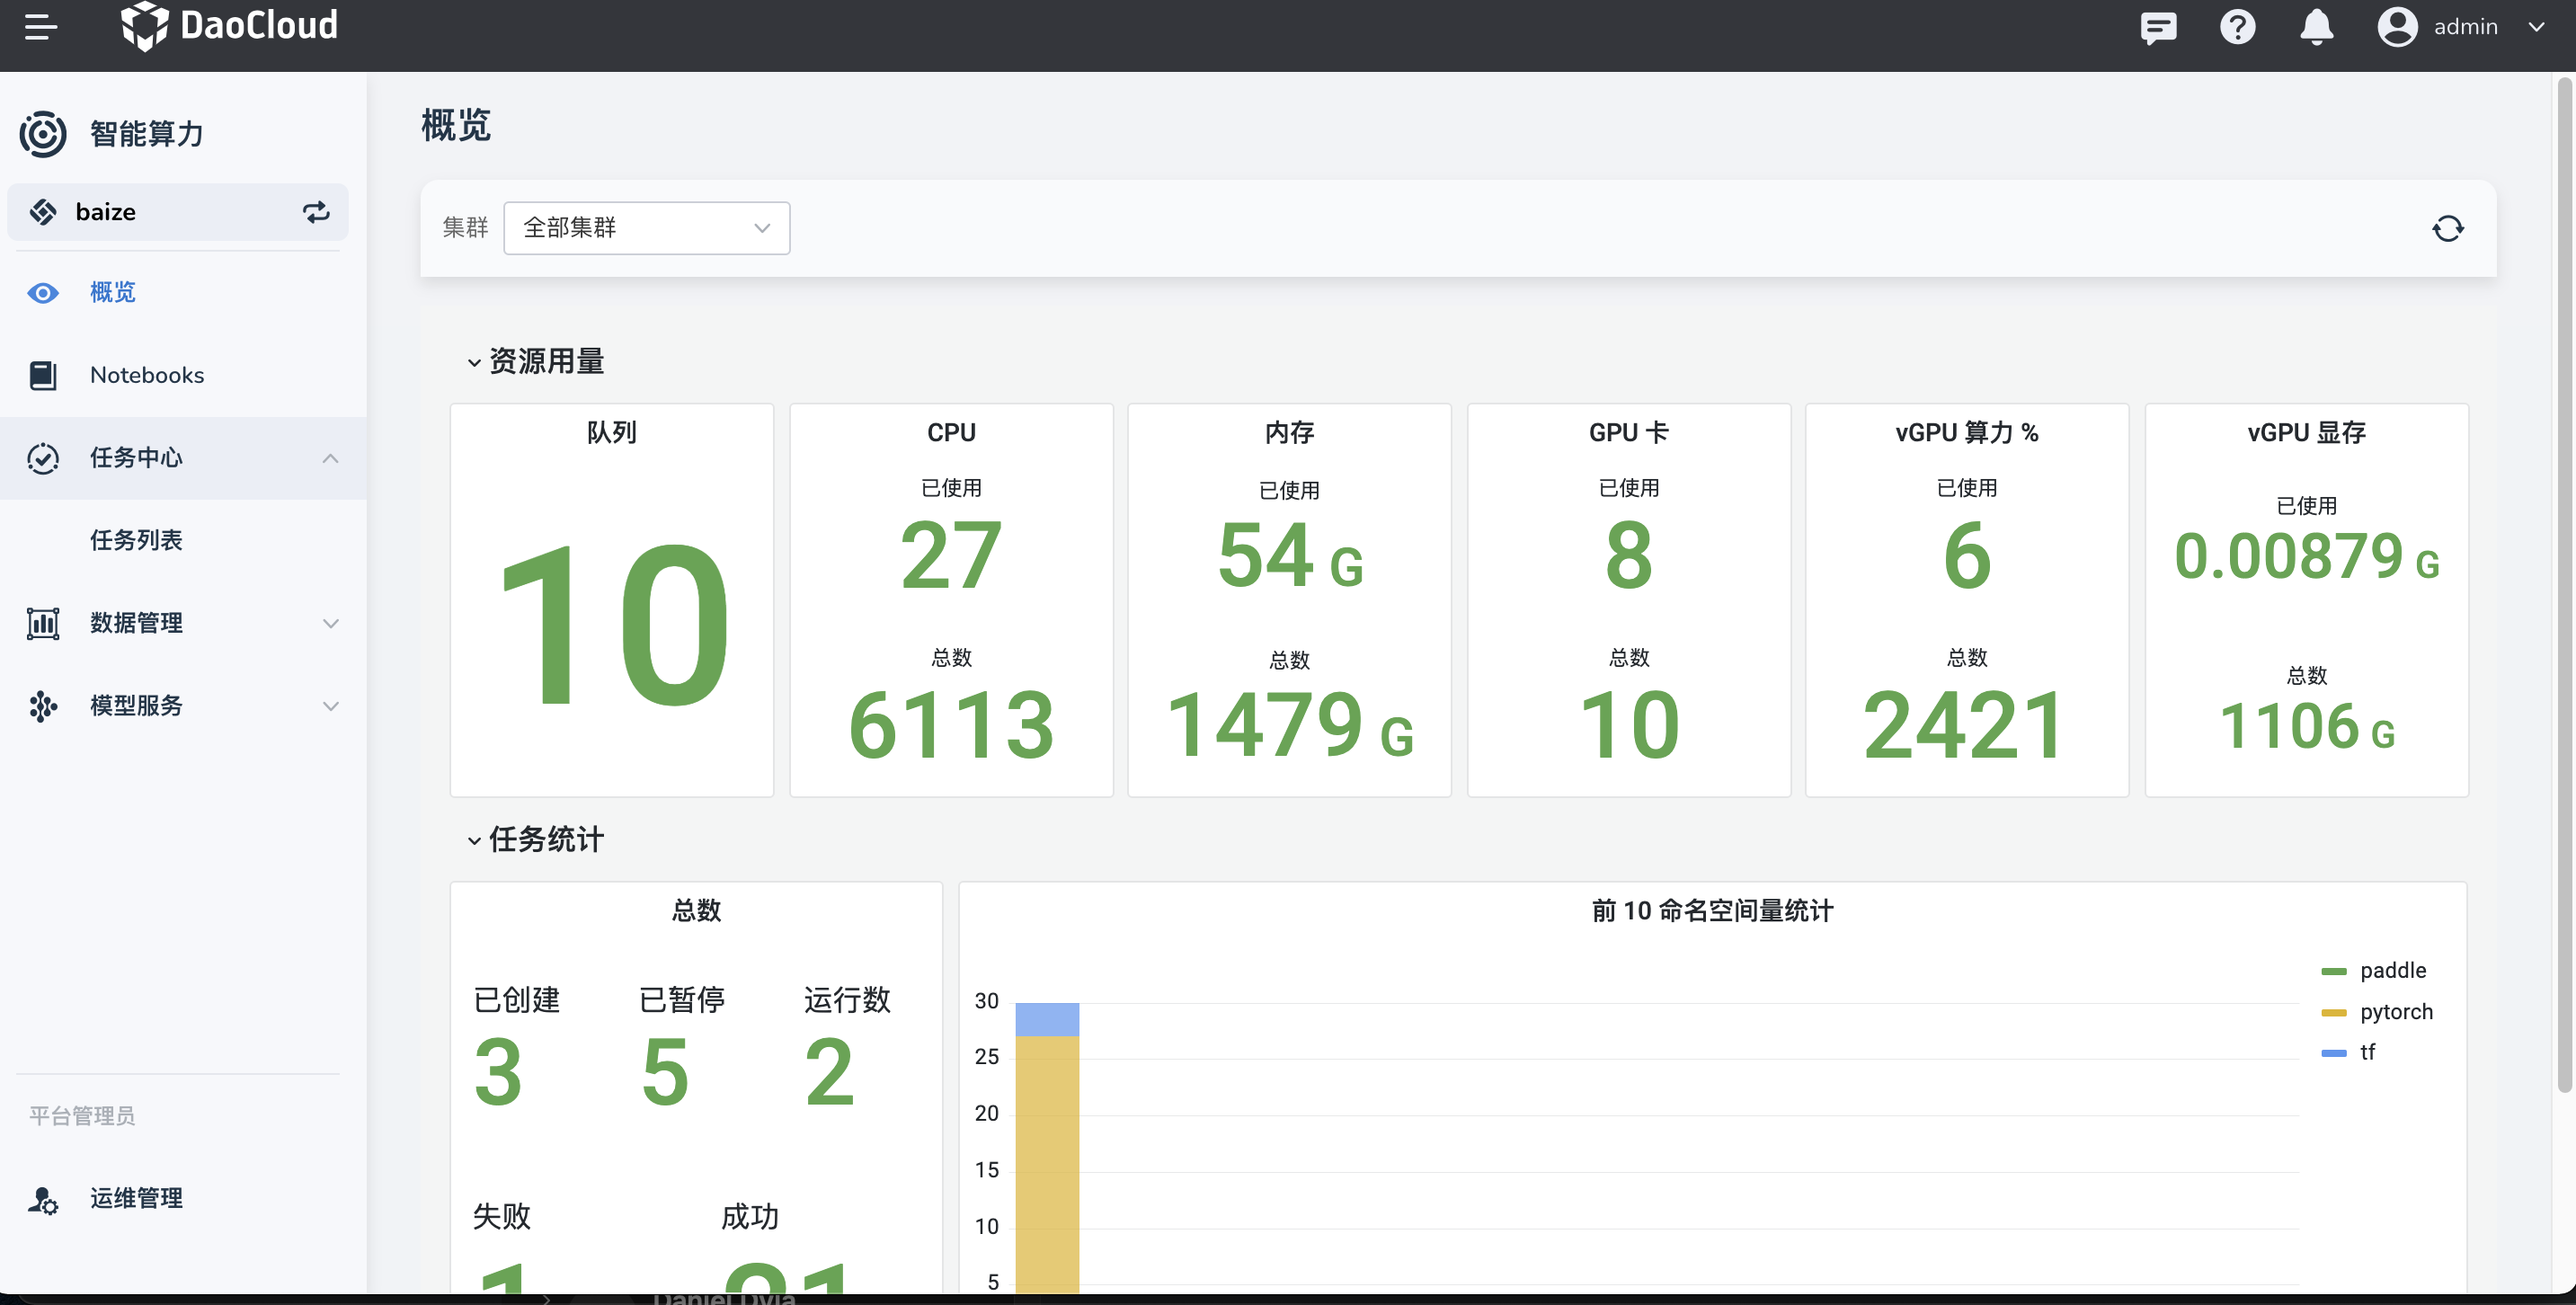 DaoCloud
admin
智能算力
baize
概览
Notebooks
任务中心
任务列表
数据管理
模型服务
平台管理员
运维管理
概览
集群 全部集群
资源用量
队列
10
CPU
已使用
27
总数
6113
内存
已使用
54 G
总数
1479 G
GPU 卡
已使用
8
总数
10
vGPU 算力 %
已使用
6
总数
2421
vGPU 显存
已使用
0.00879 G
总数
1106 G
任务统计
总数
已创建 已暂停 运行数
3 5 2
失败 成功
前 10 命名空间量统计
30
25
20
15
10
5
paddle
pytorch
tf